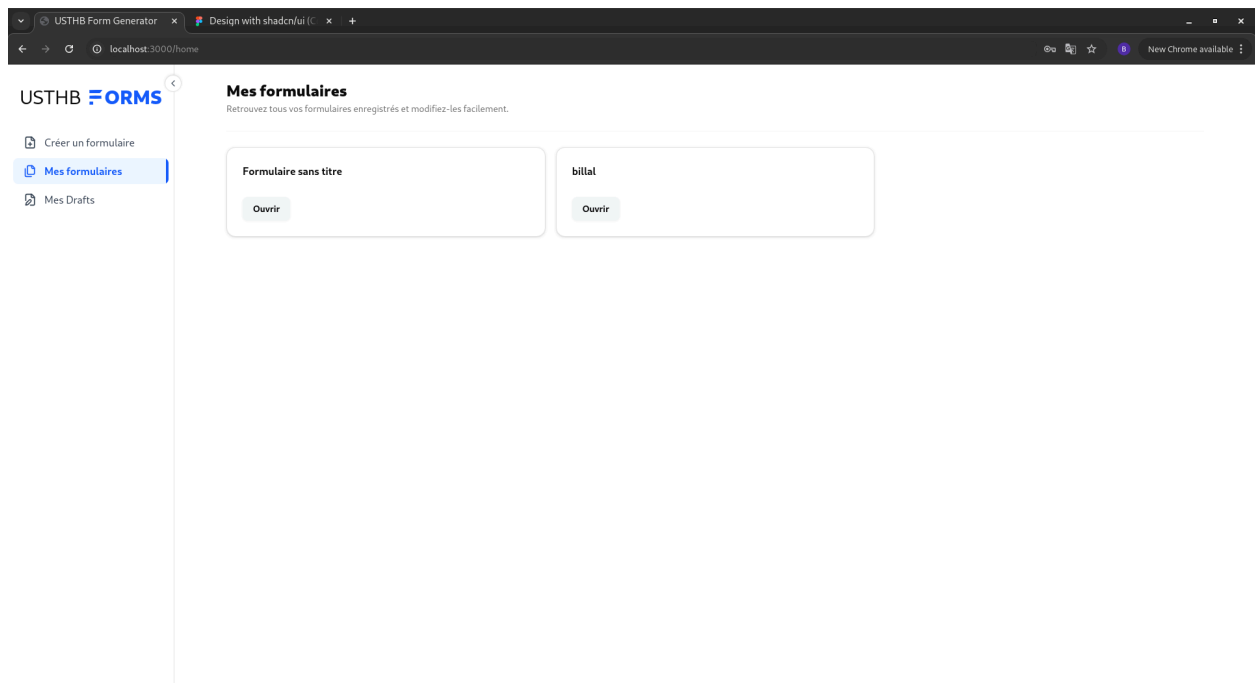 USTHB Form Generator
Design with shadcn/ui (C
localhost:3000/home
B
New Chrome available
USTHB FORMS
Créer un formulaire
Mes formulaires
Mes Drafts
Mes formulaires
Retrouvez tous vos formulaires enregistrés et modifiez-les facilement.
Formulaire sans titre
Ouvrir
billal
Ouvrir